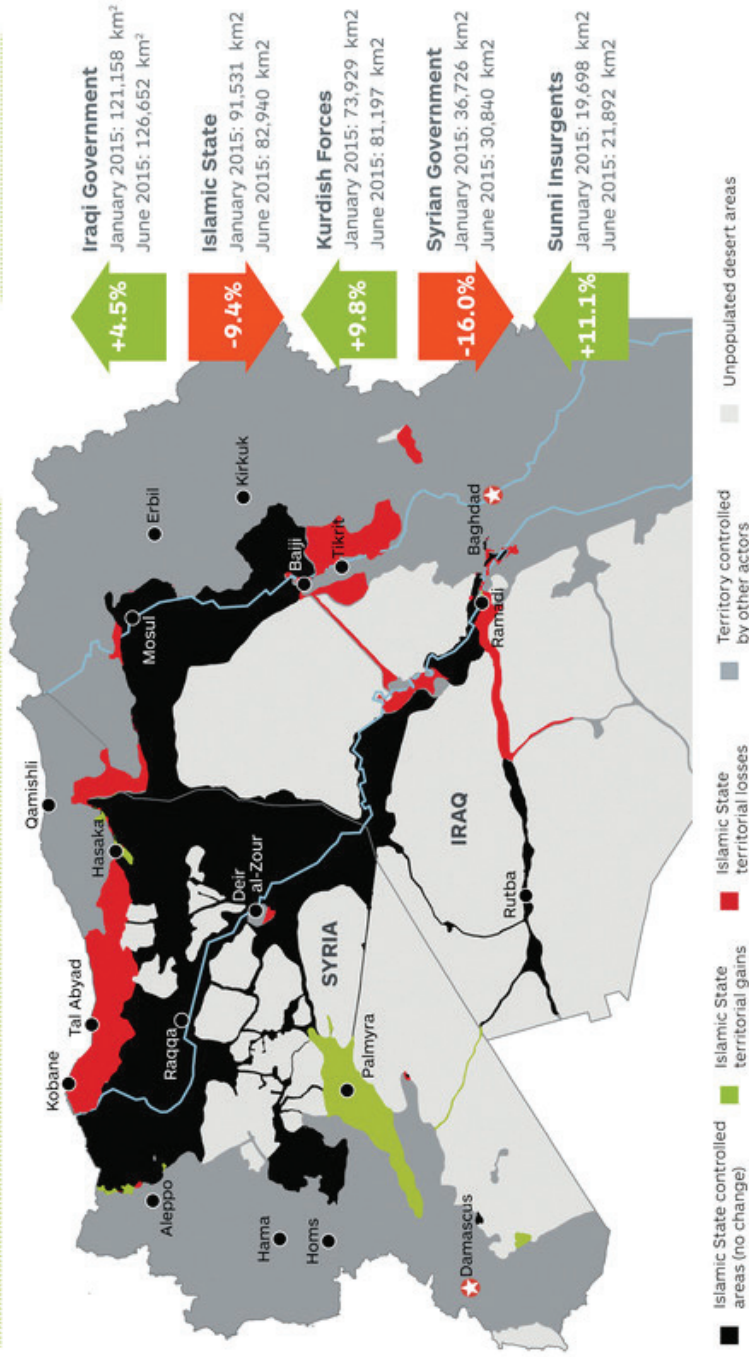 Iraqi Government
January 2015: 121,158 km²
June 2015: 126,652 km²
+4.5%
Islamic State
January 2015: 91,531 km2
June 2015: 82,940 km2
-9.4%
Kurdish Forces
January 2015: 73,929 km2
June 2015: 81,197 km2
+9.8%
Syrian Government
January 2015: 36,726 km2
June 2015: 30,840 km2
-16.0%
Sunni Insurgents
January 2015: 19,698 km2
June 2015: 21,892 km2
+11.1%
Qamishli
Kobane
Tal Abyad
Hasaka
Mosul
Erbil
Aleppo
Raqqa
Kirkuk
Deir
al-Zour
Hama
Baiji
Homs
SYRIA
Tikrit
Palmyra
IRAQ
Damascus
Ramadi
Baghdad
Rutba
Islamic State controlled
areas (no change)
Islamic State
territorial gains
Islamic State
territorial losses
Territory controlled
by other actors
Unpopulated desert areas